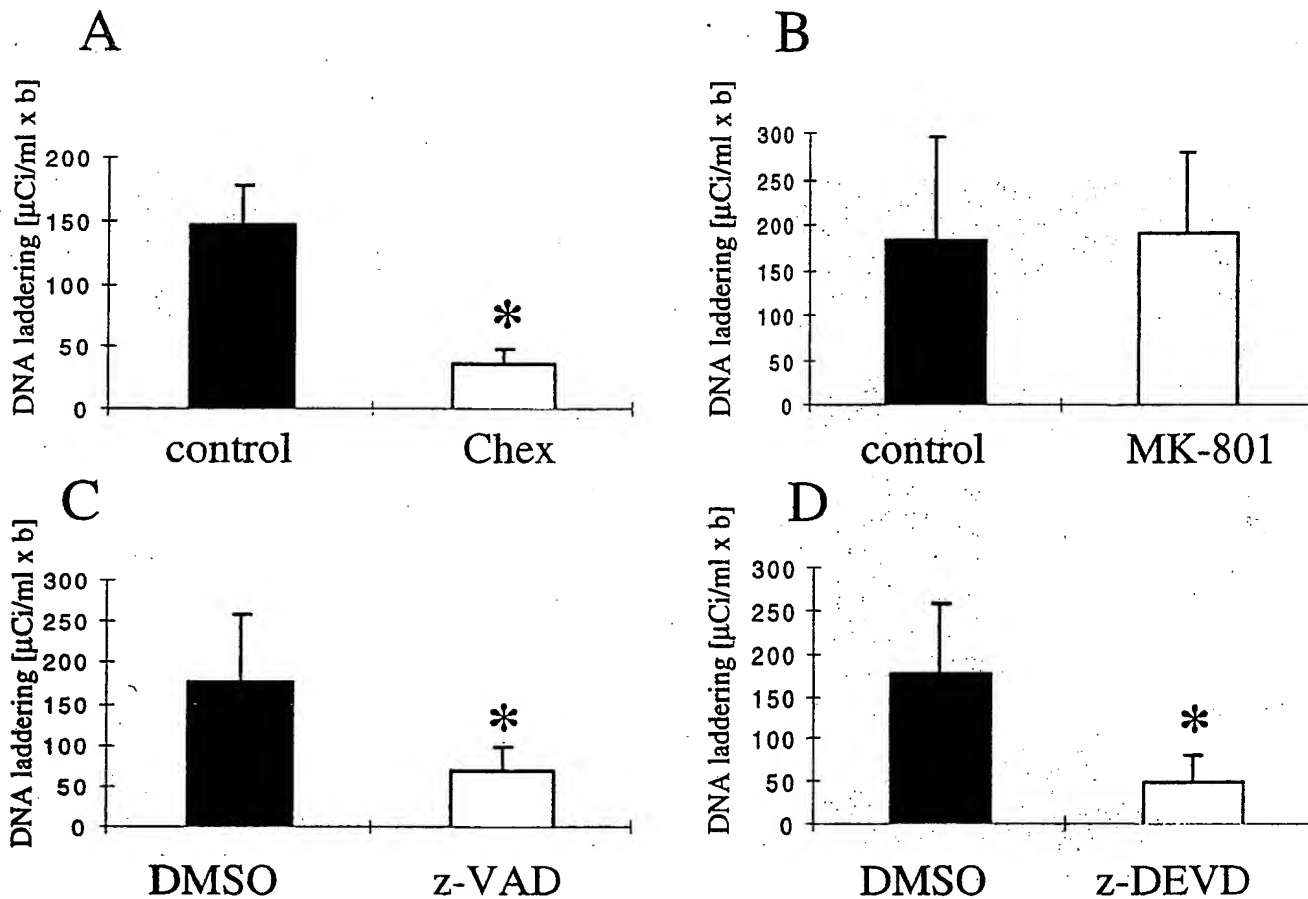 A
DNA laddering [µCi/ml x b]
200
150
100
50
0
*
control Chex
B
DNA laddering [µCi/ml x b]
300
250
200
150
100
50
0
control MK-801
C
DNA laddering [µCi/ml x b]
300
250
200
150
100
50
0
*
DMSO z-VAD
D
DNA laddering [µCi/ml x b]
300
250
200
150
100
50
0
*
DMSO z-DEVD